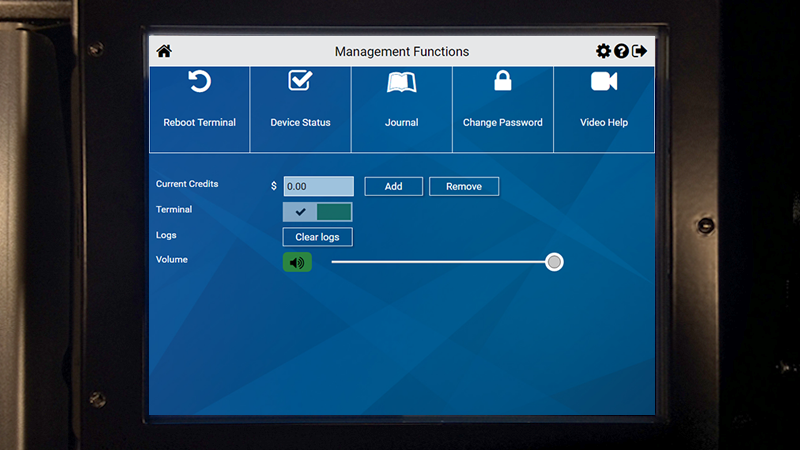 Management Functions
Reboot Terminal
Device Status
Journal
Change Password
Video Help
Current Credits $ 0.00 Add Remove
Terminal
Logs Clear logs
Volume